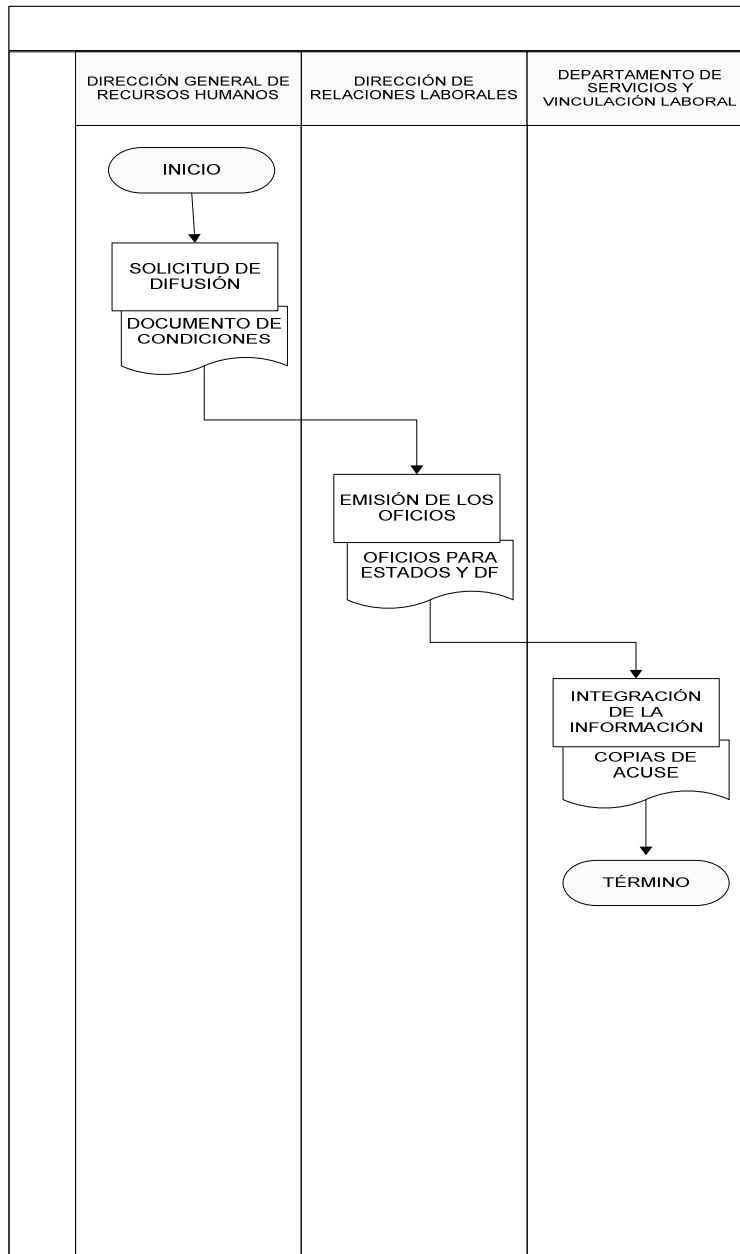 DIRECCIÓN GENERAL DE
RECURSOS HUMANOS
DIRECCIÓN DE
RELACIONES LABORALES
DEPARTAMENTO DE
SERVICIOS Y
VINCULACIÓN LABORAL
INICIO
SOLICITUD DE
DIFUSIÓN
DOCUMENTO DE
CONDICIONES
EMISIÓN DE LOS
OFICIOS
OFICIOS PARA
ESTADOS Y DF
INTEGRACIÓN
DE LA
INFORMACIÓN
COPIAS DE
ACUSE
TÉRMINO